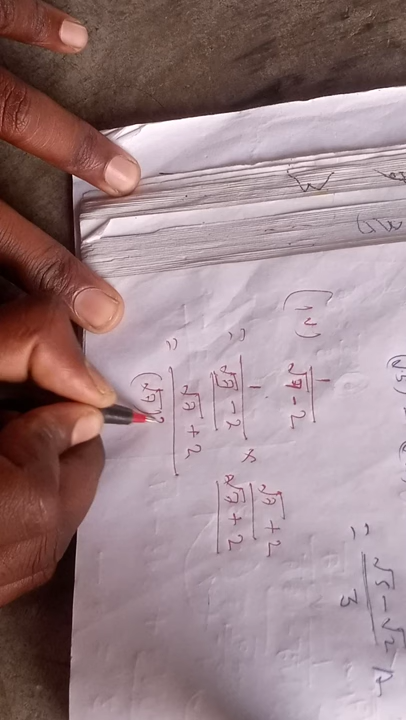 = √5 - √2 / 3
(iv) 1 / √7 - 2
= 1 / √7 - 2 × √7 + 2 / √7 + 2
= √7 + 2 / (√7)²